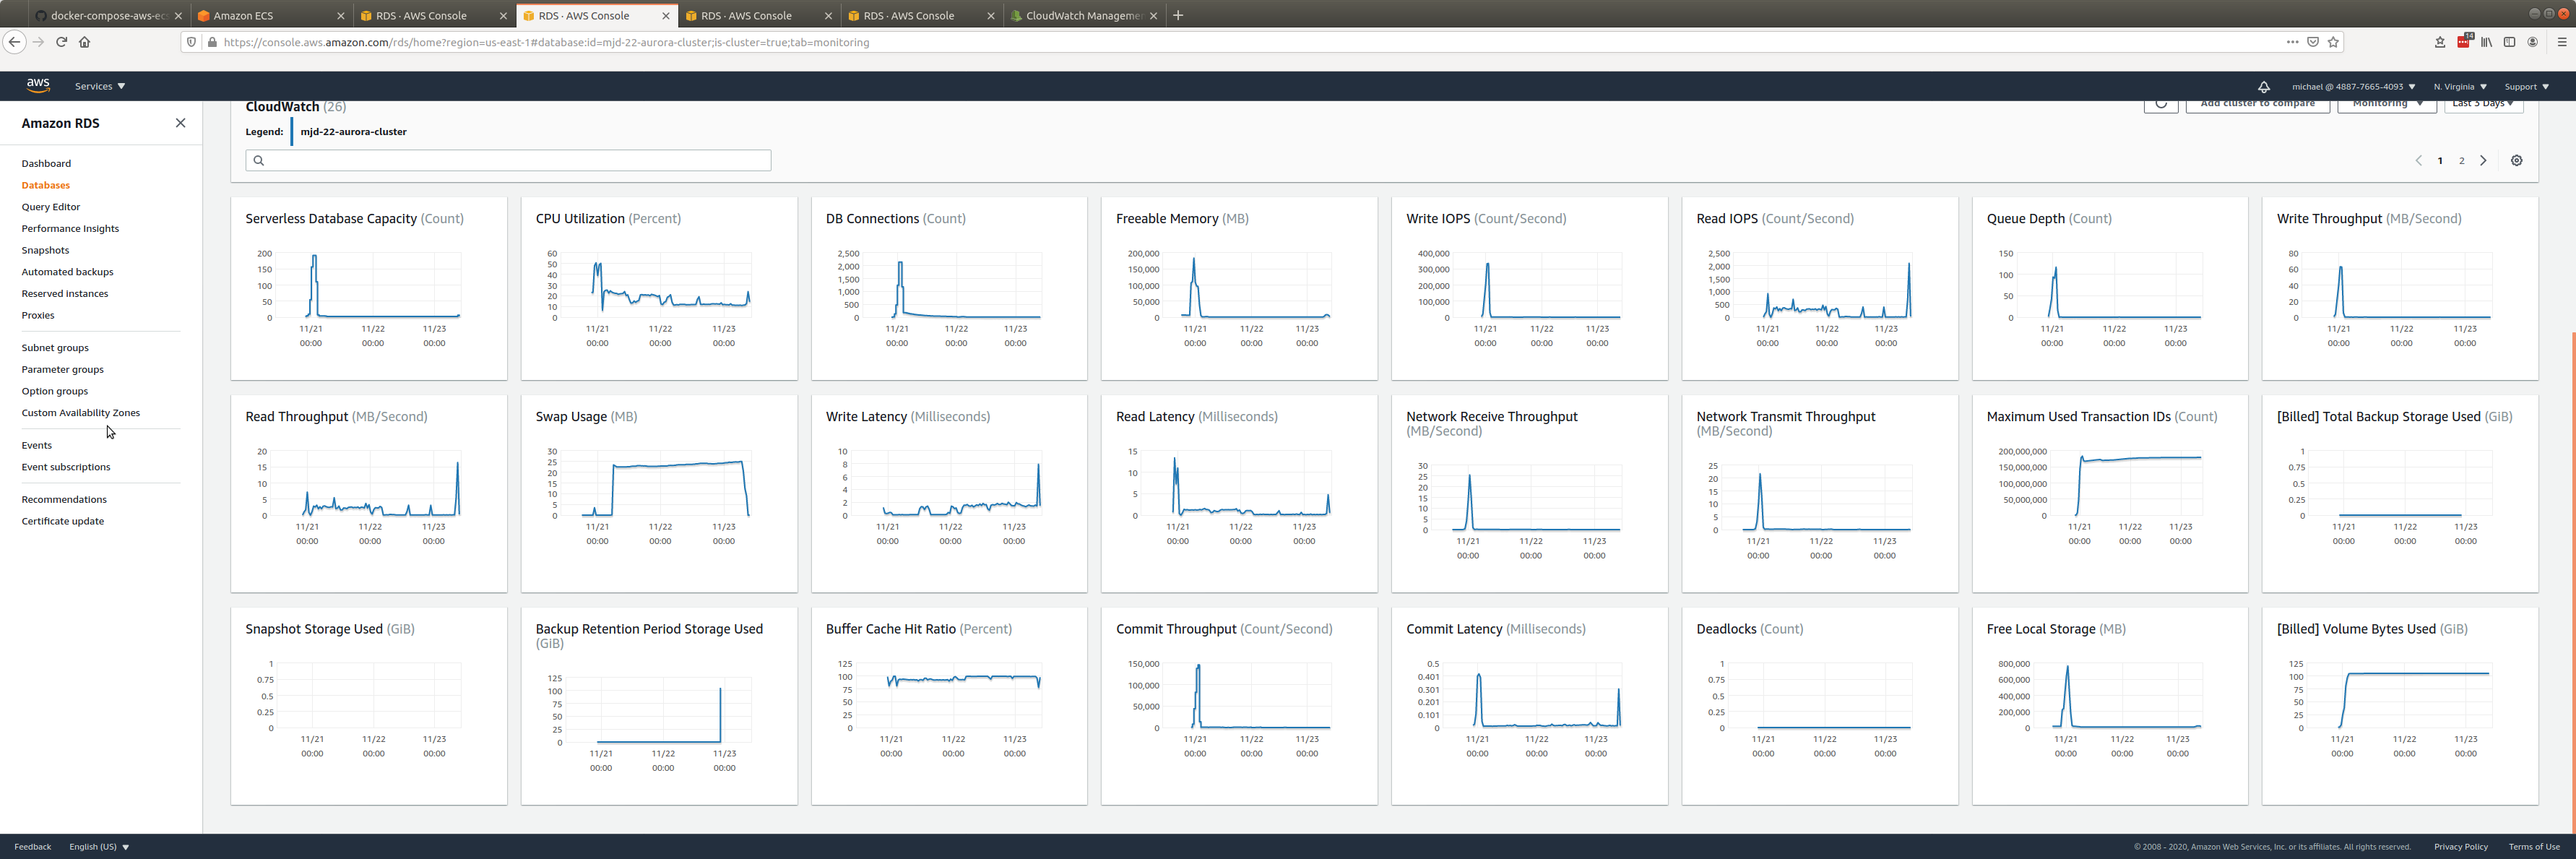 docker-compose-aws-ecs
Amazon ECS
RDS · AWS Console
RDS · AWS Console
RDS · AWS Console
RDS · AWS Console
CloudWatch Manageme
https://console.aws.amazon.com/rds/home?region=us-east-1#database:id=mjd-22-aurora-cluster;is-cluster=true;tab=monitoring
14
aws
Services
michael @ 4887-7665-4093
N. Virginia
Support
Amazon RDS
Dashboard
Databases
Query Editor
Performance Insights
Snapshots
Automated backups
Reserved Instances
Proxies
Subnet groups
Parameter groups
Option groups
Custom Availability Zones
Events
Event subscriptions
Recommendations
Certificate update
CloudWatch (26)
Add cluster to compare
Monitoring
Last 3 Days
Legend: mjd-22-aurora-cluster
1 2
Serverless Database Capacity (Count)
200
150
100
50
0
11/21 11/22 11/23
00:00 00:00 00:00
CPU Utilization (Percent)
60
50
40
30
20
10
0
11/21 11/22 11/23
00:00 00:00 00:00
DB Connections (Count)
2,500
2,000
1,500
1,000
500
0
11/21 11/22 11/23
00:00 00:00 00:00
Freeable Memory (MB)
200,000
150,000
100,000
50,000
0
11/21 11/22 11/23
00:00 00:00 00:00
Write IOPS (Count/Second)
400,000
300,000
200,000
100,000
0
11/21 11/22 11/23
00:00 00:00 00:00
Read IOPS (Count/Second)
2,500
2,000
1,500
1,000
500
0
11/21 11/22 11/23
00:00 00:00 00:00
Queue Depth (Count)
150
100
50
0
11/21 11/22 11/23
00:00 00:00 00:00
Write Throughput (MB/Second)
80
60
40
20
0
11/21 11/22 11/23
00:00 00:00 00:00
Read Throughput (MB/Second)
20
15
10
5
0
11/21 11/22 11/23
00:00 00:00 00:00
Swap Usage (MB)
30
25
20
15
10
5
0
11/21 11/22 11/23
00:00 00:00 00:00
Write Latency (Milliseconds)
10
8
6
4
2
0
11/21 11/22 11/23
00:00 00:00 00:00
Read Latency (Milliseconds)
15
10
5
0
11/21 11/22 11/23
00:00 00:00 00:00
Network Receive Throughput
(MB/Second)
30
25
20
15
10
5
0
11/21 11/22 11/23
00:00 00:00 00:00
Network Transmit Throughput
(MB/Second)
25
20
15
10
5
0
11/21 11/22 11/23
00:00 00:00 00:00
Maximum Used Transaction IDs (Count)
200,000,000
150,000,000
100,000,000
50,000,000
0
11/21 11/22 11/23
00:00 00:00 00:00
[Billed] Total Backup Storage Used (GiB)
1
0.75
0.5
0.25
0
11/21 11/22 11/23
00:00 00:00 00:00
Snapshot Storage Used (GiB)
1
0.75
0.5
0.25
0
11/21 11/22 11/23
00:00 00:00 00:00
Backup Retention Period Storage Used
(GiB)
125
100
75
50
25
0
11/21 11/22 11/23
00:00 00:00 00:00
Buffer Cache Hit Ratio (Percent)
125
100
75
50
25
0
11/21 11/22 11/23
00:00 00:00 00:00
Commit Throughput (Count/Second)
150,000
100,000
50,000
0
11/21 11/22 11/23
00:00 00:00 00:00
Commit Latency (Milliseconds)
0.5
0.401
0.301
0.201
0.101
0
11/21 11/22 11/23
00:00 00:00 00:00
Deadlocks (Count)
1
0.75
0.5
0.25
0
11/21 11/22 11/23
00:00 00:00 00:00
Free Local Storage (MB)
800,000
600,000
400,000
200,000
0
11/21 11/22 11/23
00:00 00:00 00:00
[Billed] Volume Bytes Used (GiB)
125
100
75
50
25
0
11/21 11/22 11/23
00:00 00:00 00:00
Feedback
English (US)
© 2008 - 2020, Amazon Web Services, Inc. or its affiliates. All rights reserved.
Privacy Policy
Terms of Use